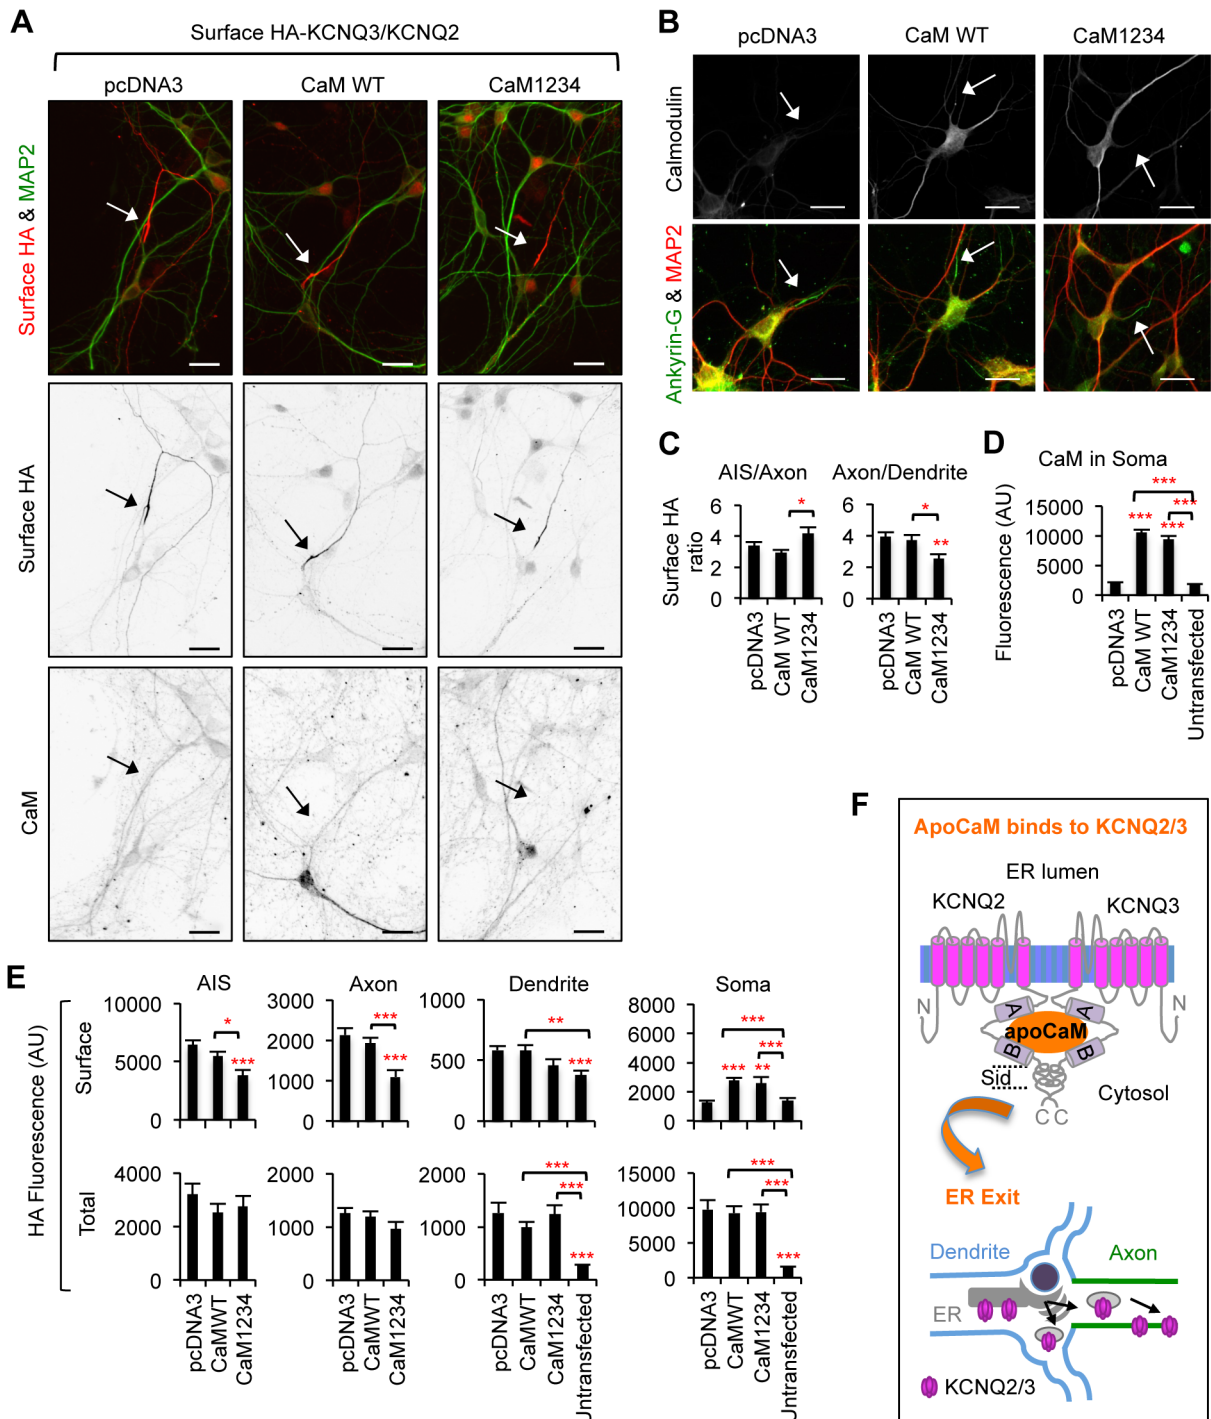 A
Surface HA-KCNQ3/KCNQ2
pcDNA3 CaM WT CaM1234
Surface HA & MAP2
Surface HA
CaM
B
pcDNA3 CaM WT CaM1234
Calmodulin
Ankyrin-G & MAP2
C
AIS/Axon Axon/Dendrite
Surface HA
ratio
6 6
4 4
2 2
0 0
* * **
pcDNA3 CaM WT CaM1234 pcDNA3 CaM WT CaM1234
D
CaM in Soma
Fluorescence (AU)
15000
10000
5000
0
*** *** *** ***
pcDNA3 CaM WT CaM1234 Untransfected
E
HA Fluorescence (AU)
Surface
AIS Axon Dendrite Soma
10000
5000
0
* ***
3000
2000
1000
0
*** ***
1000
500
0
** ***
8000
6000
4000
2000
0
*** *** *** **
Total
4000
2000
0
2000
1000
0
2000
1000
0
*** *** ***
15000
10000
5000
0
*** *** ***
pcDNA3 CaMWT CaM1234
pcDNA3 CaMWT CaM1234
pcDNA3 CaMWT CaM1234 Untransfected
pcDNA3 CaMWT CaM1234 Untransfected
F
ApoCaM binds to KCNQ2/3
ER lumen
KCNQ2 KCNQ3
N N
A A
apoCaM
B B
Sid
Cytosol
C C
ER Exit
Dendrite Axon
ER
KCNQ2/3